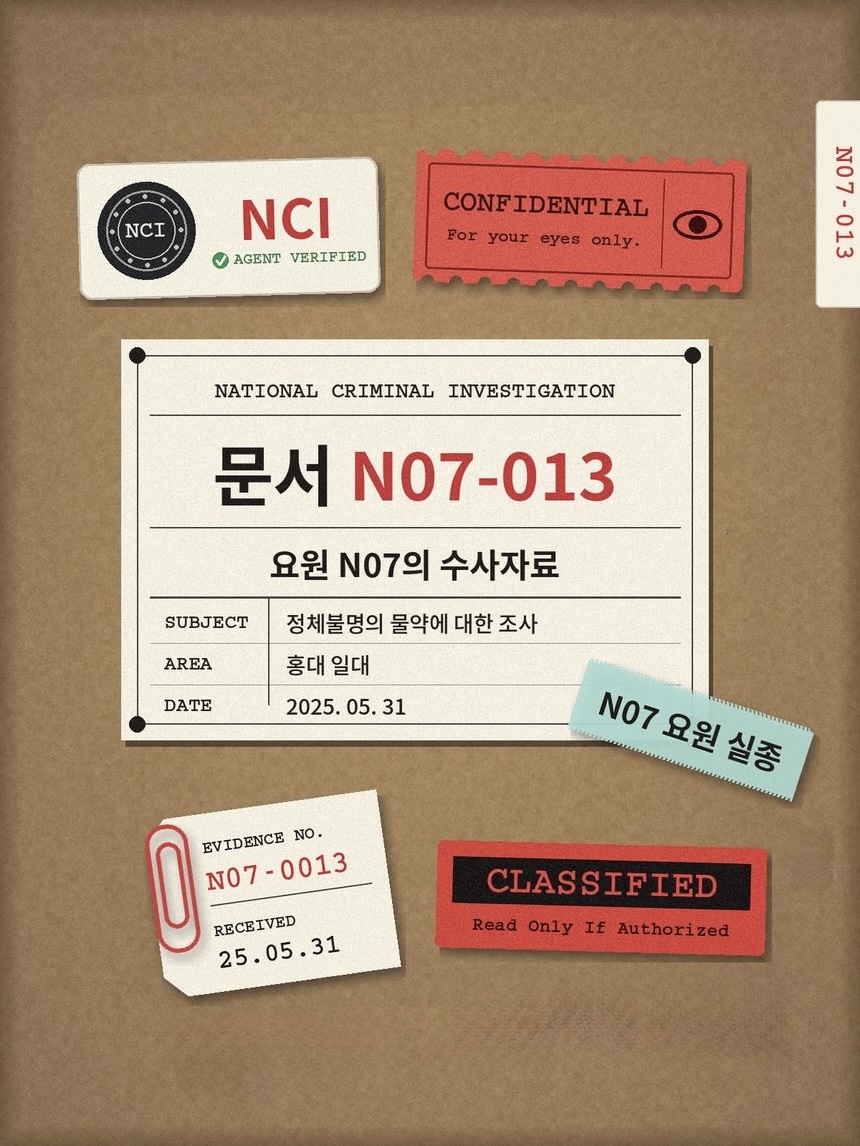 NCI
NCI
AGENT VERIFIED
CONFIDENTIAL
For your eyes only.
N07-013
NATIONAL CRIMINAL INVESTIGATION
문서 N07-013
요원 N07의 수사자료
SUBJECT 정체불명의 물약에 대한 조사
AREA 홍대 일대
DATE 2025. 05. 31
N07 요원 실종
EVIDENCE NO.
N07-0013
RECEIVED
25.05.31
CLASSIFIED
Read Only If Authorized